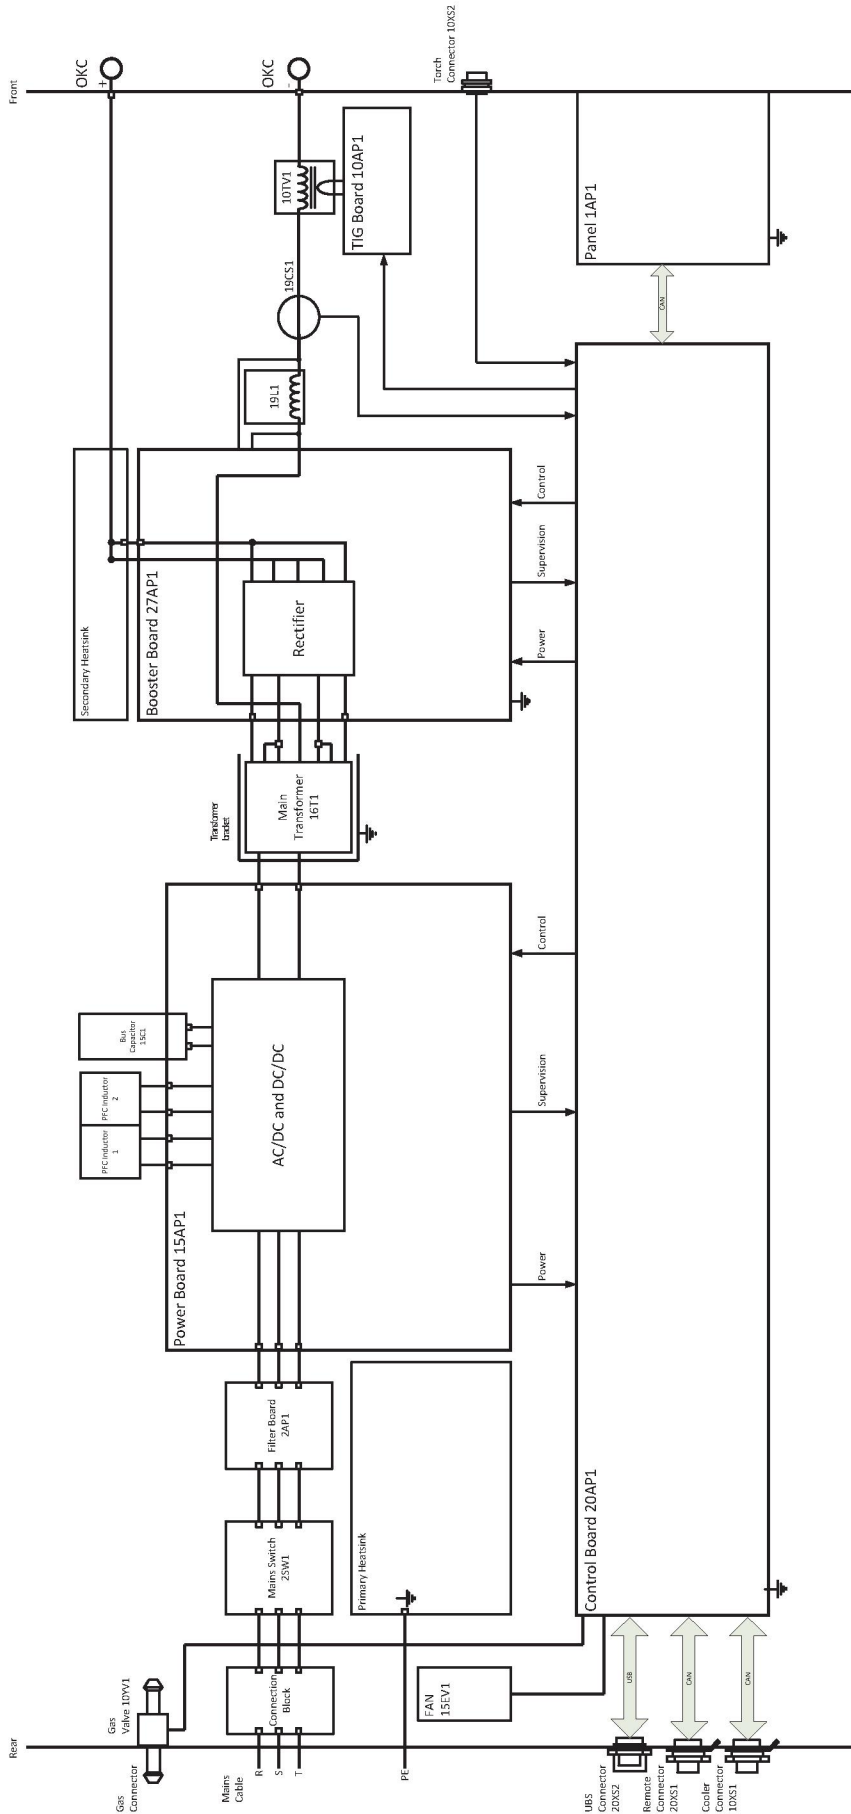 Front
OKC
+
OKC
-
Torch
Connector 10XS2
10TV1
TIG Board 10AP1
Panel 1AP1
19CS1
CAN
19L1
Secondary Heatsink
Booster Board 27AP1
Rectifier
Control
Supervision
Power
Transformer
bracket
Main
Transformer
16T1
Power Board 15AP1
Bus
Capacitor
15C1
PFC Inductor
2
PFC Inductor
1
AC/DC and DC/DC
Control
Supervision
Power
Filter Board
2AP1
Mains Switch
2SW1
Primary Heatsink
Control Board 20AP1
Connection
Block
FAN
15EV1
Gas
Valve 10YV1
Gas
Connector
Rear
Mains
Cable
R
S
T
PE
USB
CAN
CAN
UBS
Connector
20XS2
Remote
Connector
20XS1
Cooler
Connector
10XS1